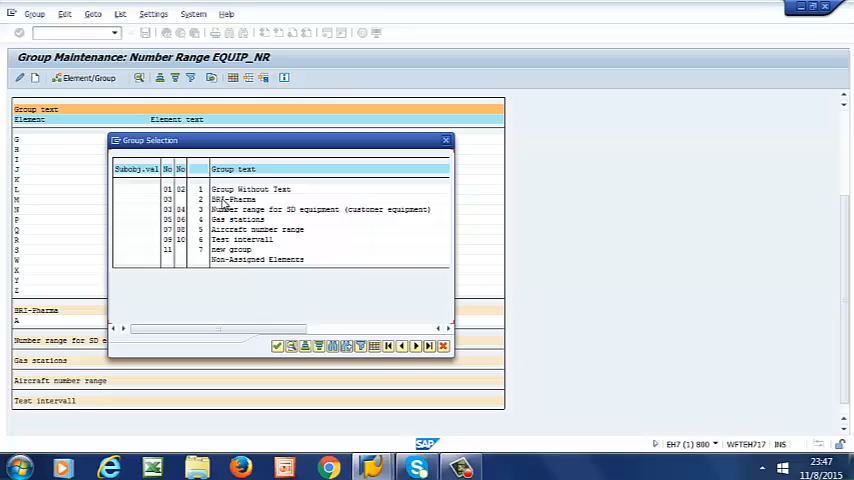 Group Edit Goto List Settings System Help
Group Maintenance: Number Range EQUIP_NR
Element/Group
Group text
Element Element text
G
H
I
J
K
L
M
N
O
P
Q
R
S
W
X
Y
Z
BRI-Pharma
A
Number range for SD e
Gas stations
Aircraft number range
Test intervall
Group Selection
Subobj.val No No Group text
01 02 1 Group Without Text
03 2 BRI-Pharma
03 04 3 Number range for SD equipment (customer equipment)
05 06 4 Gas stations
07 08 5 Aircraft number range
09 10 6 Test intervall
11 7 new group
Non-Assigned Elements
SAP
EH7 (1) 800 WFTEH717 INS
23:47
11/8/2015